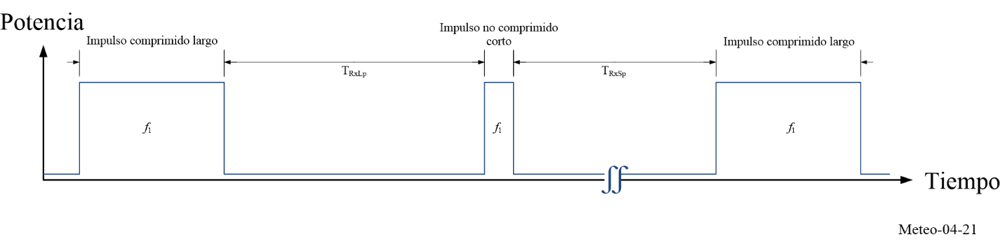 Potencia
Impulso comprimido largo
Impulso no comprimido
corto
Impulso comprimido largo
TRxLp
TRxSp
f1
f1
f1
Tiempo
Meteo-04-21